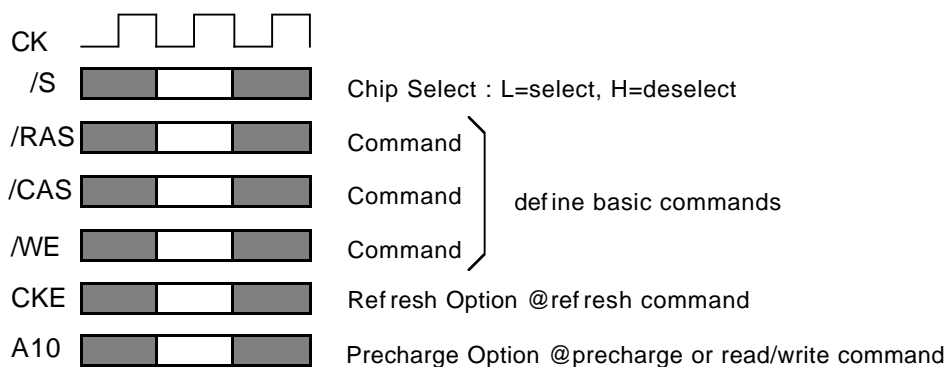 CK
/S Chip Select : L=select, H=deselect
/RAS Command
/CAS Command define basic commands
/WE Command
CKE Refresh Option @refresh command
A10 Precharge Option @precharge or read/write command